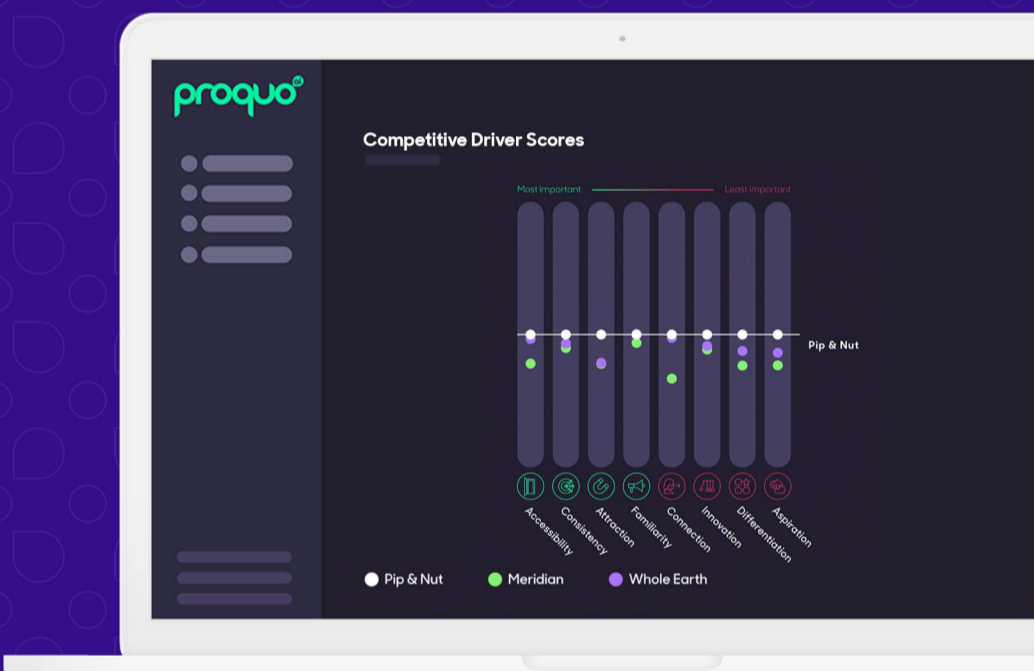 proquo ai
Competitive Driver Scores
Most important
Least important
Pip & Nut
Accessibility
Consistency
Attraction
Familiarity
Connection
Innovation
Differentiation
Aspiration
Pip & Nut
Meridian
Whole Earth